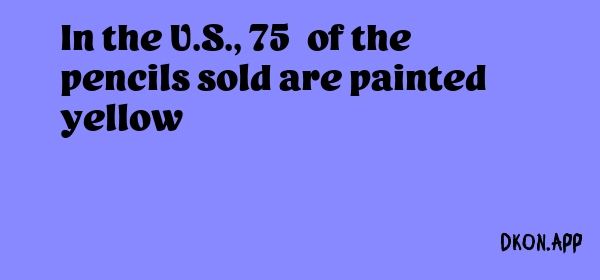 In the U.S., 75  of the
pencils sold are painted
yellow
DKON.APP